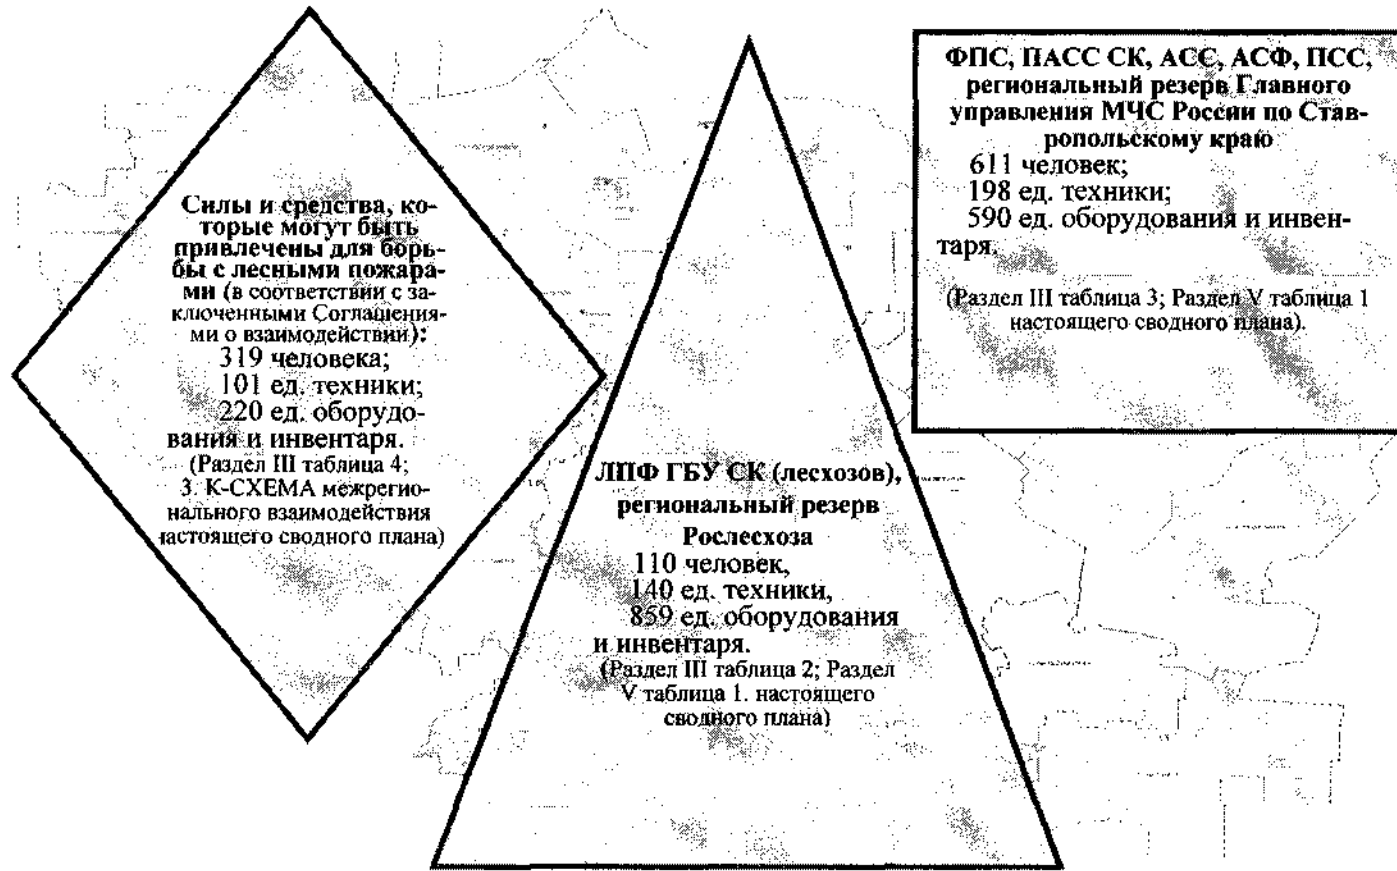 Силы и средства, ко-
торые могут быть
привлечены для борь-
бы с лесными пожара-
ми (в соответствии с за-
ключенными Соглашения-
ми о взаимодействии):
319 человека;
101 ед. техники;
220 ед. оборудо-
вания и инвентаря.
(Раздел III таблица 4;
3. К-СХЕМА межрегио-
нального взаимодействия
настоящего сводного плана)
ЛПФ ГБУ СК (лесхозов),
региональный резерв
Рослесхоза
110 человек,
140 ед. техники,
859 ед. оборудования
и инвентаря.
(Раздел III таблица 2; Раздел
V таблица 1. настоящего
сводного плана)
ФПС, ПАСС СК, АСС, АСФ, ПСС,
региональный резерв Главного
управления МЧС России по Став-
ропольскому краю
611 человек;
198 ед. техники;
590 ед. оборудования и инвен-
таря.
(Раздел III таблица 3; Раздел V таблица 1
настоящего сводного плана).